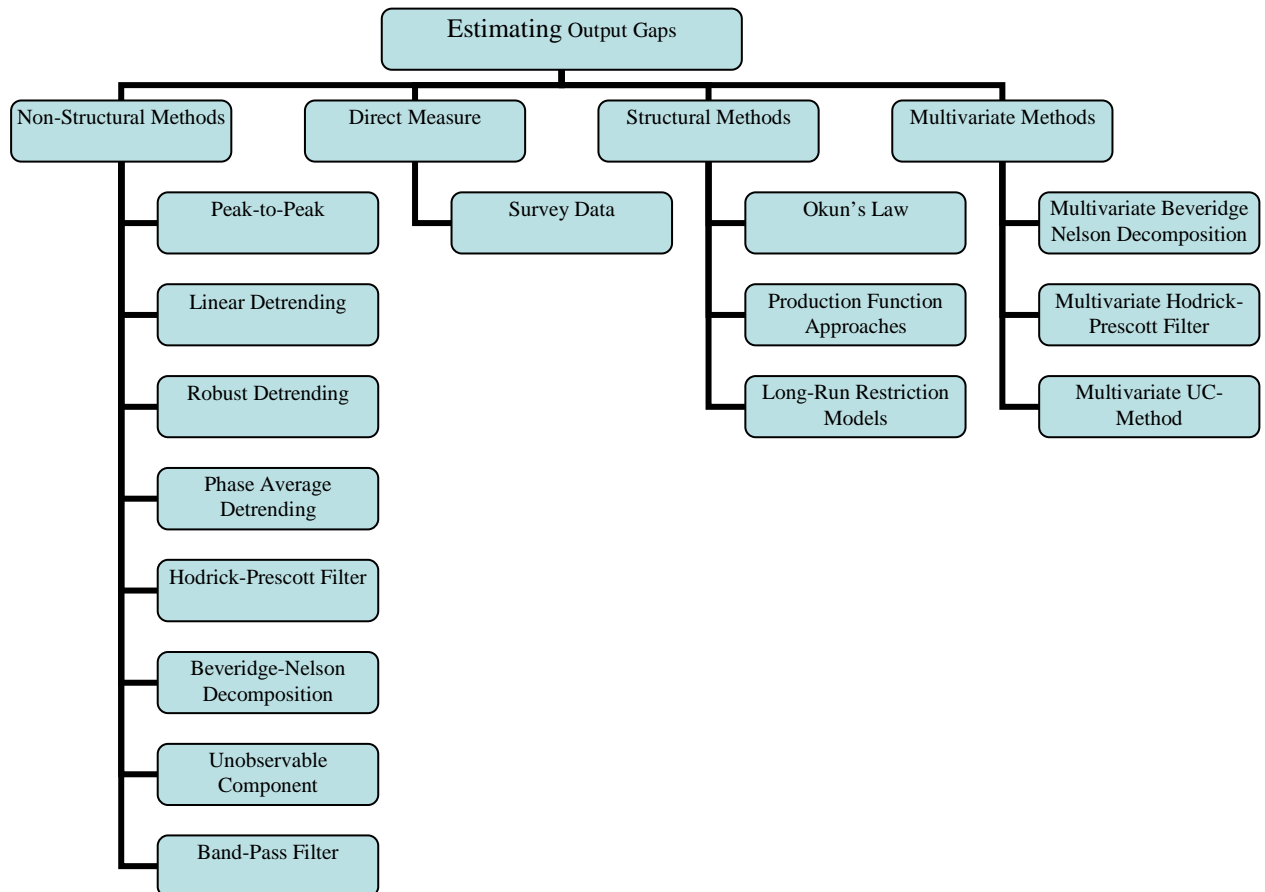 Estimating Output Gaps
Non-Structural Methods
Direct Measure
Structural Methods
Multivariate Methods
Peak-to-Peak
Linear Detrending
Robust Detrending
Phase Average
Detrending
Hodrick-Prescott Filter
Beveridge-Nelson
Decomposition
Unobservable
Component
Band-Pass Filter
Survey Data
Okun's Law
Production Function
Approaches
Long-Run Restriction
Models
Multivariate Beveridge
Nelson Decomposition
Multivariate Hodrick-
Prescott Filter
Multivariate UC-
Method